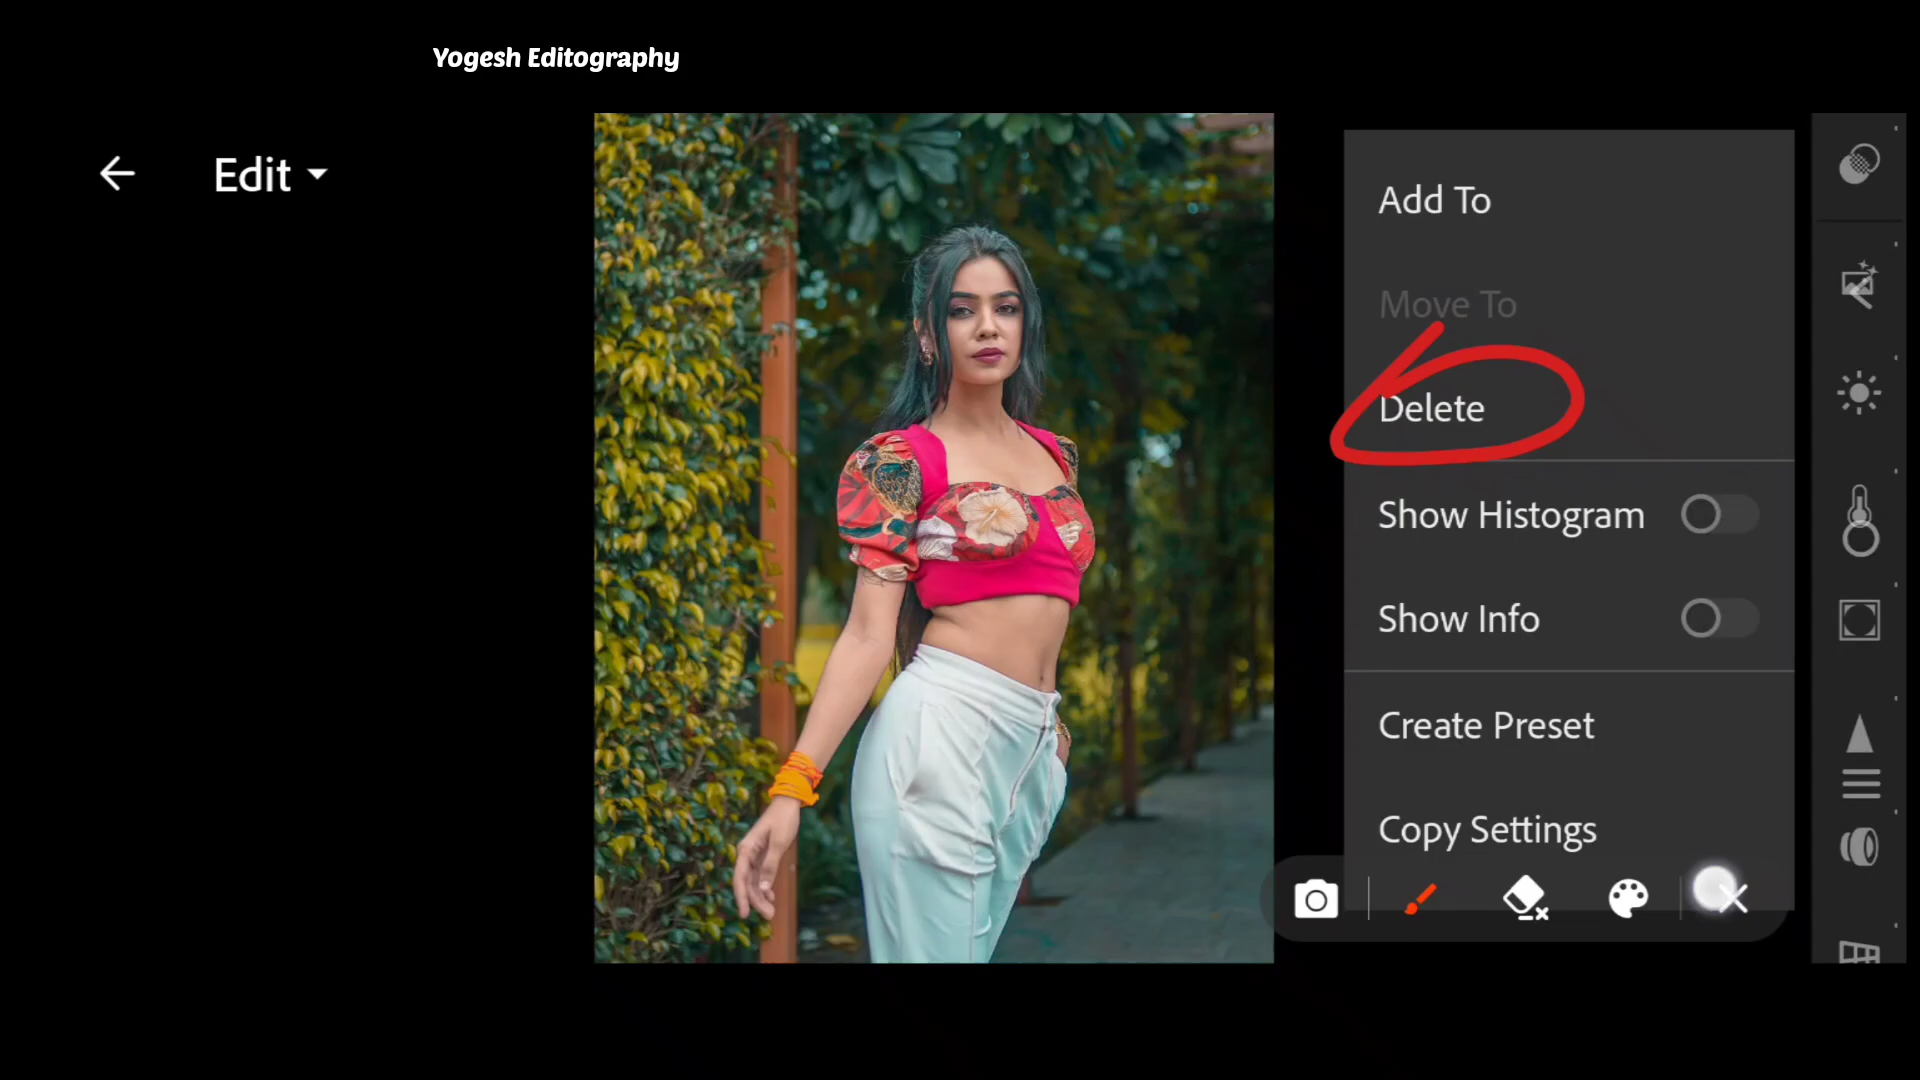 Yogesh Editography
Edit
Add To
Move To
Delete
Show Histogram
Show Info
Create Preset
Copy Settings